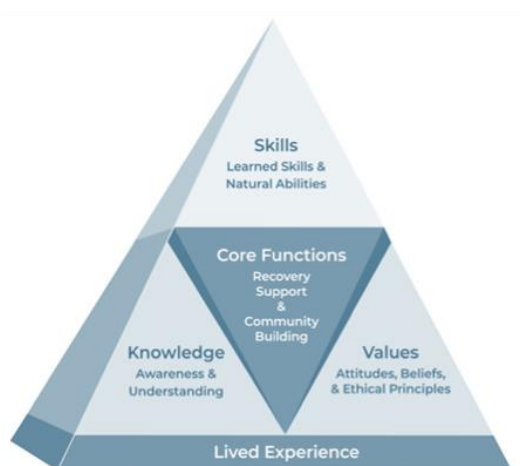 Skills
Learned Skills &
Natural Abilities
Core Functions
Recovery
Support
&
Community
Building
Knowledge
Awareness &
Understanding
Values
Attitudes, Beliefs,
& Ethical Principles
Lived Experience